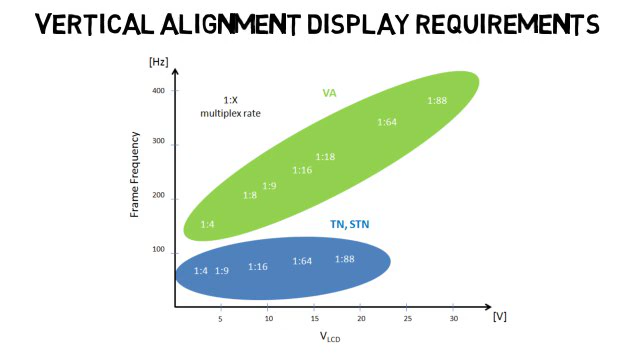 VERTICAL ALIGNMENT DISPLAY REQUIREMENTS
[Hz]
400
300
200
100
Frame Frequency
1:X
multiplex rate
VA
1:88
1:64
1:18
1:16
1:9
1:8
1:4
TN, STN
1:4 1:9 1:16 1:64 1:88
5 10 15 20 25 30 [V]
VLCD